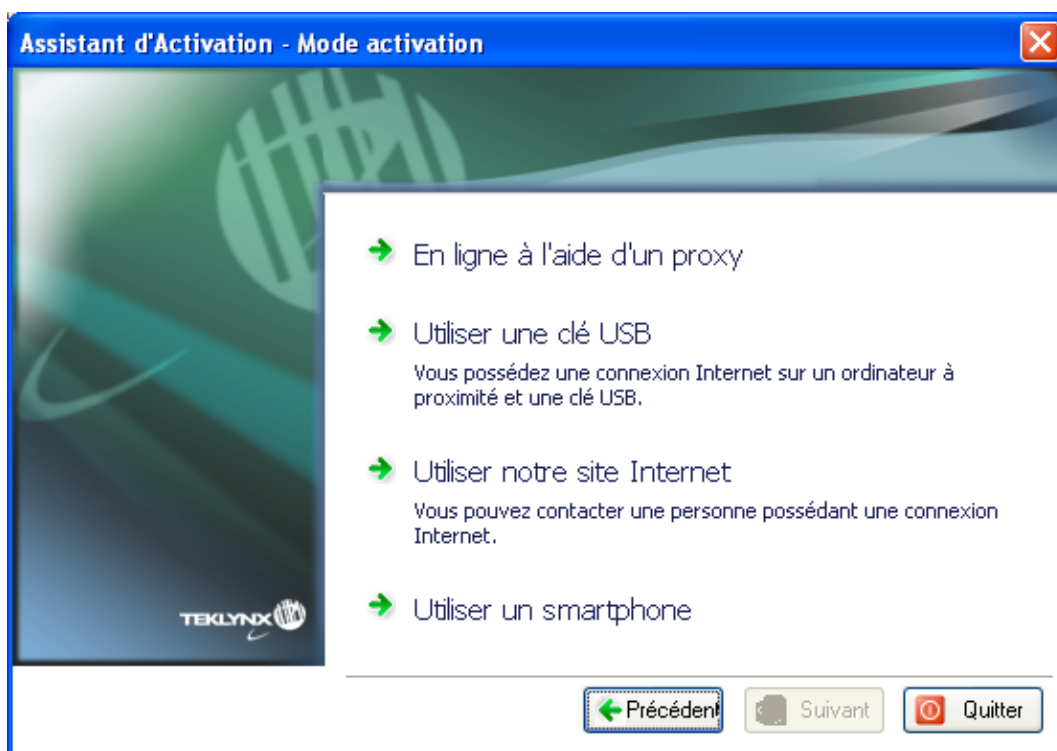 Assistant d'Activation - Mode activation
En ligne à l'aide d'un proxy
Utiliser une clé USB
Vous possédez une connexion Internet sur un ordinateur à
proximité et une clé USB.
Utiliser notre site Internet
Vous pouvez contacter une personne possédant une connexion
Internet.
Utiliser un smartphone
TEKLYNX
Précédent
Suivant
Quitter